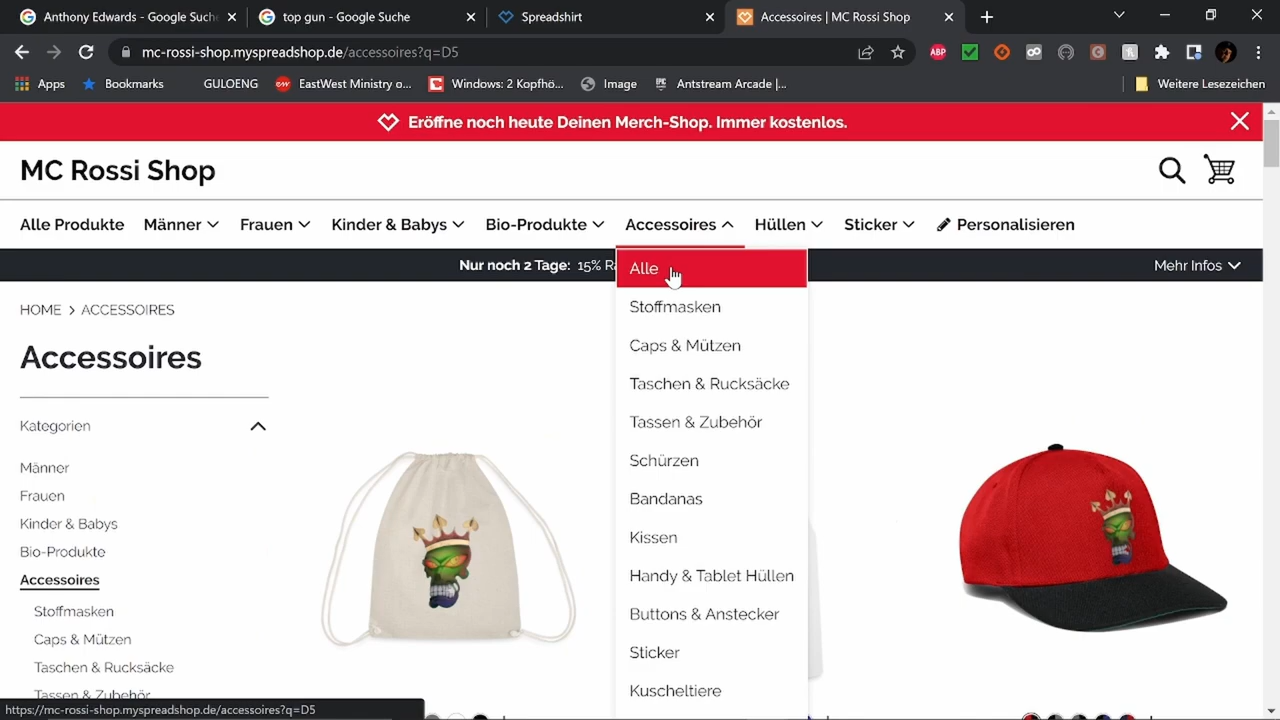 Anthony Edwards - Google Suche
top gun - Google Suche
Spreadshirt
Accessoires | MC Rossi Shop
mc-rossi-shop.myspreadshop.de/accessoires?q=D5
ABP
Apps
Bookmarks
GULOENG
EastWest Ministry o...
Windows: 2 Kopfhö...
Image
Antstream Arcade |...
Weitere Lesezeichen
Eröffne noch heute Deinen Merch-Shop. Immer kostenlos.
MC Rossi Shop
Alle Produkte Männer Frauen Kinder & Babys Bio-Produkte Accessoires Hüllen Sticker Personalisieren
Nur noch 2 Tage: 15%
Mehr Infos
Alle
Stoffmasken
Caps & Mützen
Taschen & Rucksäcke
Tassen & Zubehör
Schürzen
Bandanas
Kissen
Handy & Tablet Hüllen
Buttons & Anstecker
Sticker
Kuscheltiere
HOME > ACCESSOIRES
Accessoires
Kategorien
Männer
Frauen
Kinder & Babys
Bio-Produkte
Accessoires
Stoffmasken
Caps & Mützen
Taschen & Rucksäcke
Tassen & Zubehör
https://mc-rossi-shop.myspreadshop.de/accessoires?q=D5